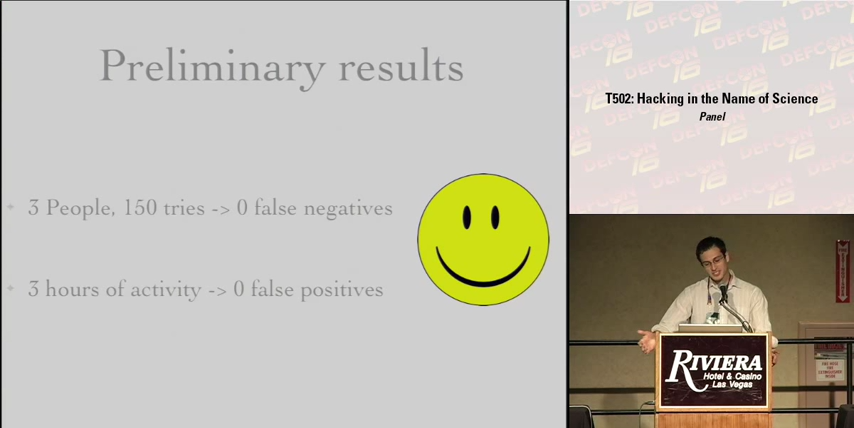 Preliminary results
3 People, 150 tries -> 0 false negatives
3 hours of activity -> 0 false positives
DEFCON 16
T502: Hacking in the Name of Science
Panel
RIVIERA
Hotel & Casino
Las Vegas